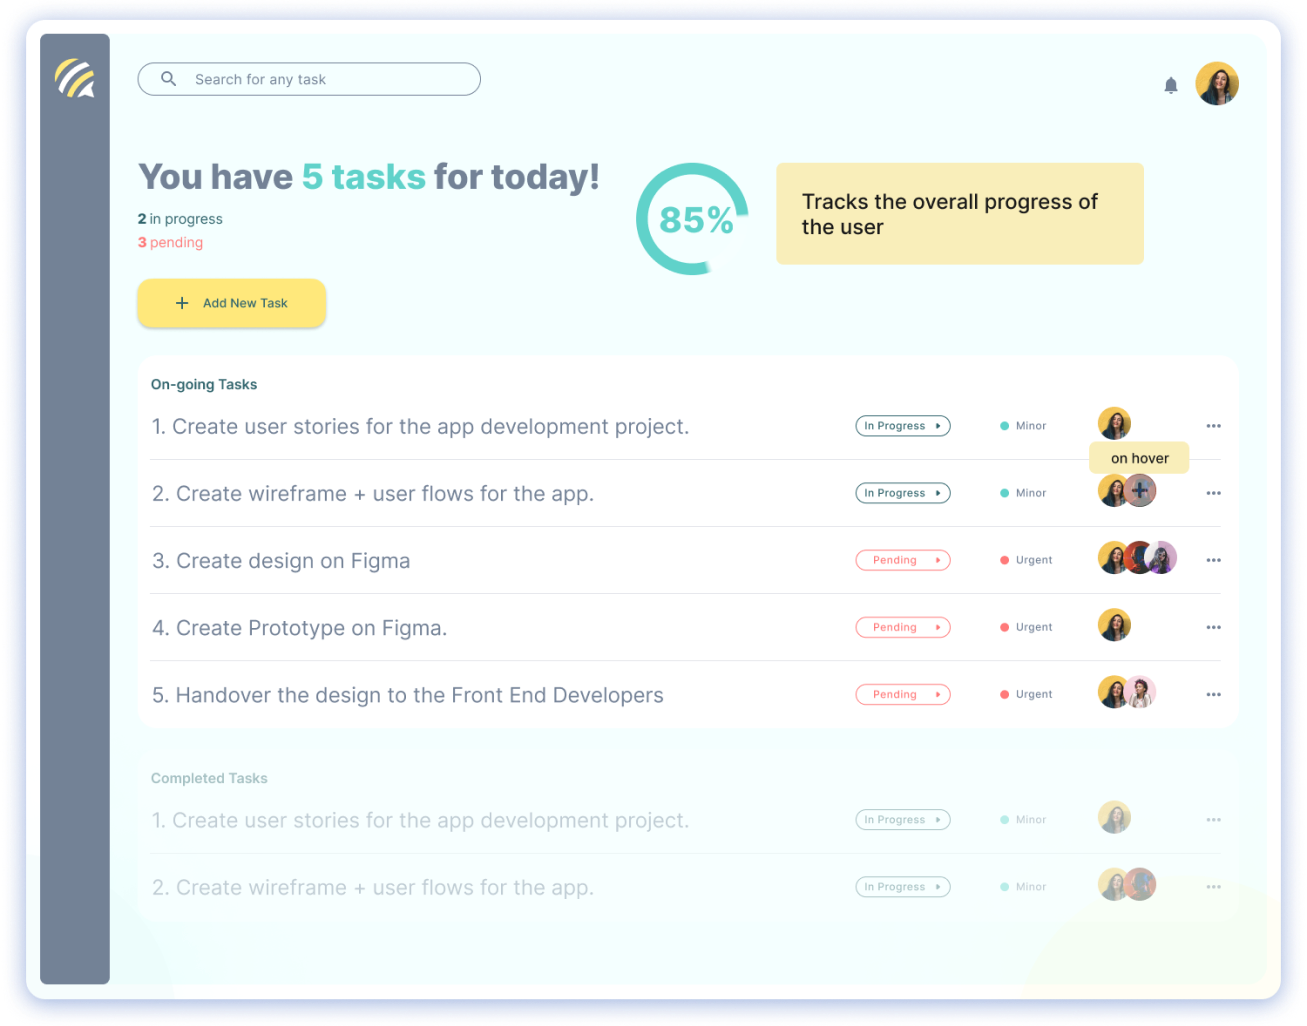 Search for any task
You have 5 tasks for today!
2 in progress
3 pending
85%
Tracks the overall progress of
the user
+ Add New Task
On-going Tasks
1. Create user stories for the app development project. In Progress Minor
on hover
2. Create wireframe + user flows for the app. In Progress Minor
3. Create design on Figma Pending Urgent
4. Create Prototype on Figma. Pending Urgent
5. Handover the design to the Front End Developers Pending Urgent
Completed Tasks
1. Create user stories for the app development project. In Progress Minor
2. Create wireframe + user flows for the app. In Progress Minor